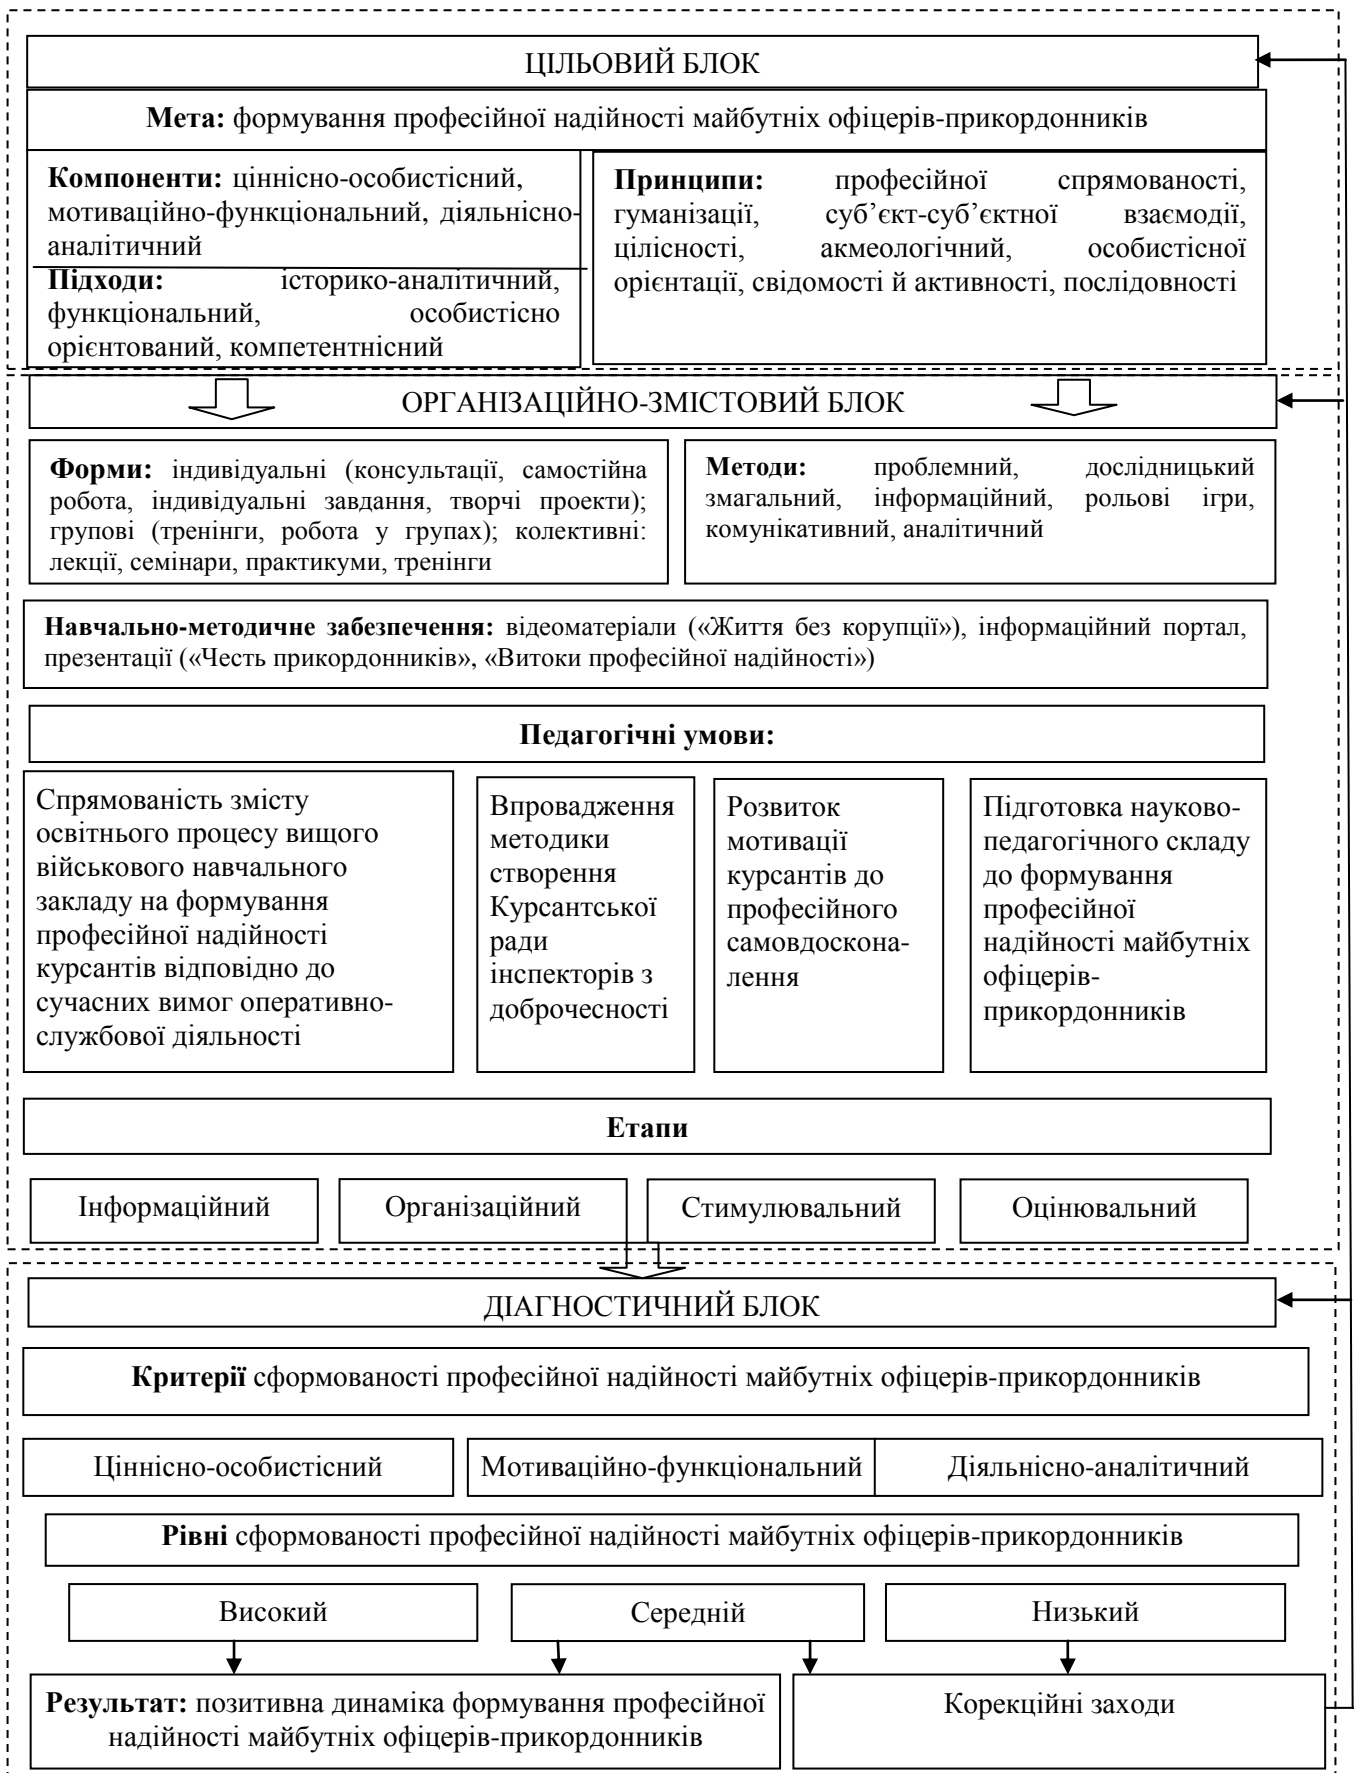 ЦІЛЬОВИЙ БЛОК
Мета: формування професійної надійності майбутніх офіцерів-прикордонників
Компоненти: ціннісно-особистісний,
мотиваційно-функціональний, діяльнісно-
аналітичний
Підходи: історико-аналітичний,
функціональний, особистісно
орієнтований, компетентнісний
Принципи: професійної спрямованості,
гуманізації, суб’єкт-суб’єктної взаємодії,
цілісності, акмеологічний, особистісної
орієнтації, свідомості й активності, послідовності
ОРГАНІЗАЦІЙНО-ЗМІСТОВИЙ БЛОК
Форми: індивідуальні (консультації, самостійна
робота, індивідуальні завдання, творчі проекти);
групові (тренінги, робота у групах); колективні:
лекції, семінари, практикуми, тренінги
Методи: проблемний, дослідницький
змагальний, інформаційний, рольові ігри,
комунікативний, аналітичний
Навчально-методичне забезпечення: відеоматеріали («Життя без корупції»), інформаційний портал,
презентації («Честь прикордонників», «Витоки професійної надійності»)
Педагогічні умови:
Спрямованість змісту
освітнього процесу вищого
військового навчального
закладу на формування
професійної надійності
курсантів відповідно до
сучасних вимог оперативно-
службової діяльності
Впровадження
методики
створення
Курсантської
ради
інспекторів з
доброчесності
Розвиток
мотивації
курсантів до
професійного
самовдоскона-
лення
Підготовка науково-
педагогічного складу
до формування
професійної
надійності майбутніх
офіцерів-
прикордонників
Етапи
Інформаційний
Організаційний
Стимулювальний
Оцінювальний
ДІАГНОСТИЧНИЙ БЛОК
Критерії сформованості професійної надійності майбутніх офіцерів-прикордонників
Ціннісно-особистісний
Мотиваційно-функціональний
Діяльнісно-аналітичний
Рівні сформованості професійної надійності майбутніх офіцерів-прикордонників
Високий
Середній
Низький
Результат: позитивна динаміка формування професійної
надійності майбутніх офіцерів-прикордонників
Корекційні заходи